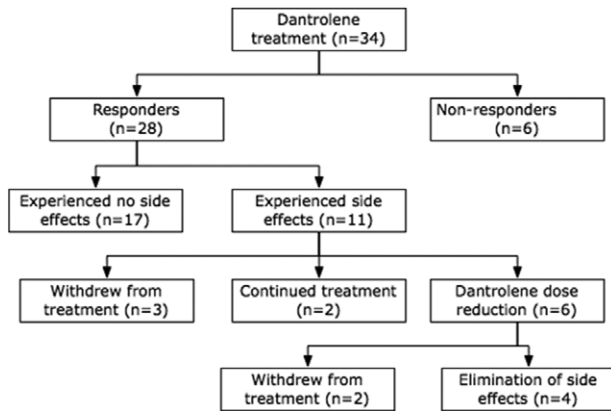 Dantrolene
treatment (n=34)
Responders
(n=28)
Non-responders
(n=6)
Experienced no side
effects (n=17)
Experienced side
effects (n=11)
Withdrew from
treatment (n=3)
Continued treatment
(n=2)
Dantrolene dose
reduction (n=6)
Withdrew from
treatment (n=2)
Elimination of side
effects (n=4)